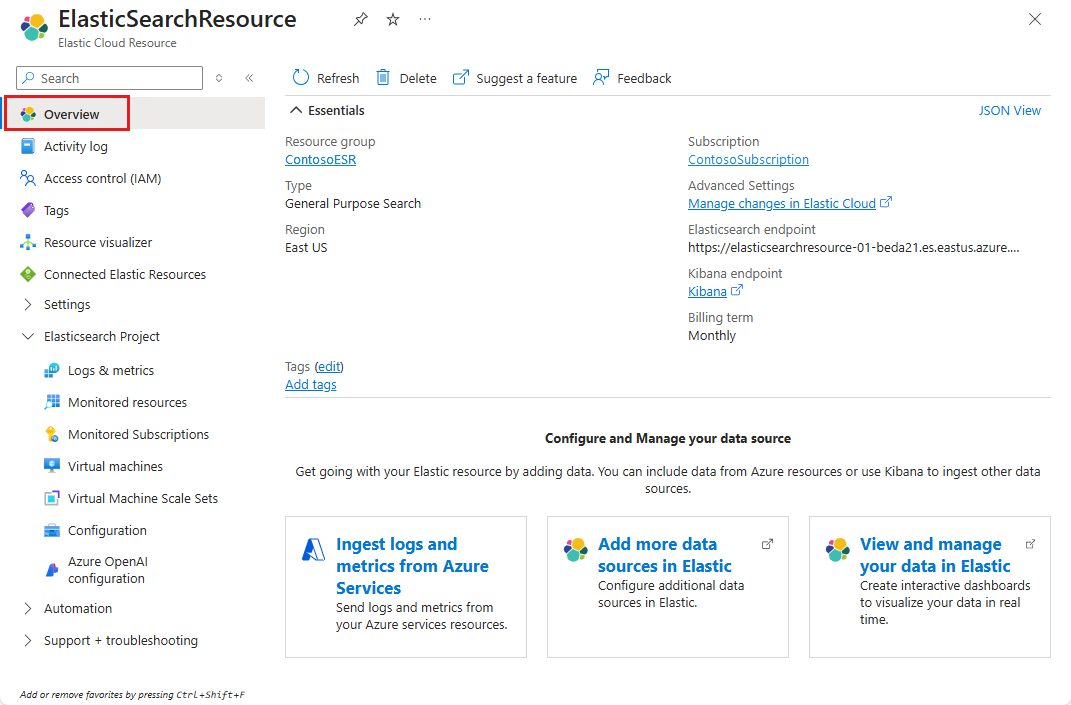 ElasticSearchResource
Elastic Cloud Resource
Search
Overview
Activity log
Access control (IAM)
Tags
Resource visualizer
Connected Elastic Resources
Settings
Elasticsearch Project
Logs & metrics
Monitored resources
Monitored Subscriptions
Virtual machines
Virtual Machine Scale Sets
Configuration
Azure OpenAI
configuration
Automation
Support + troubleshooting
Add or remove favorites by pressing Ctrl+Shift+F
Refresh
Delete
Suggest a feature
Feedback
Essentials
JSON View
Resource group
ContosoESR
Type
General Purpose Search
Region
East US
Subscription
ContosoSubscription
Advanced Settings
Manage changes in Elastic Cloud
Elasticsearch endpoint
https://elasticsearchresource-01-beda21.es.eastus.azure....
Kibana endpoint
Kibana
Billing term
Monthly
Tags (edit)
Add tags
Configure and Manage your data source
Get going with your Elastic resource by adding data. You can include data from Azure resources or use Kibana to ingest other data
sources.
Ingest logs and
metrics from Azure
Services
Send logs and metrics from
your Azure services resources.
Add more data
sources in Elastic
Configure additional data
sources in Elastic.
View and manage
your data in Elastic
Create interactive dashboards
to visualize your data in real
time.